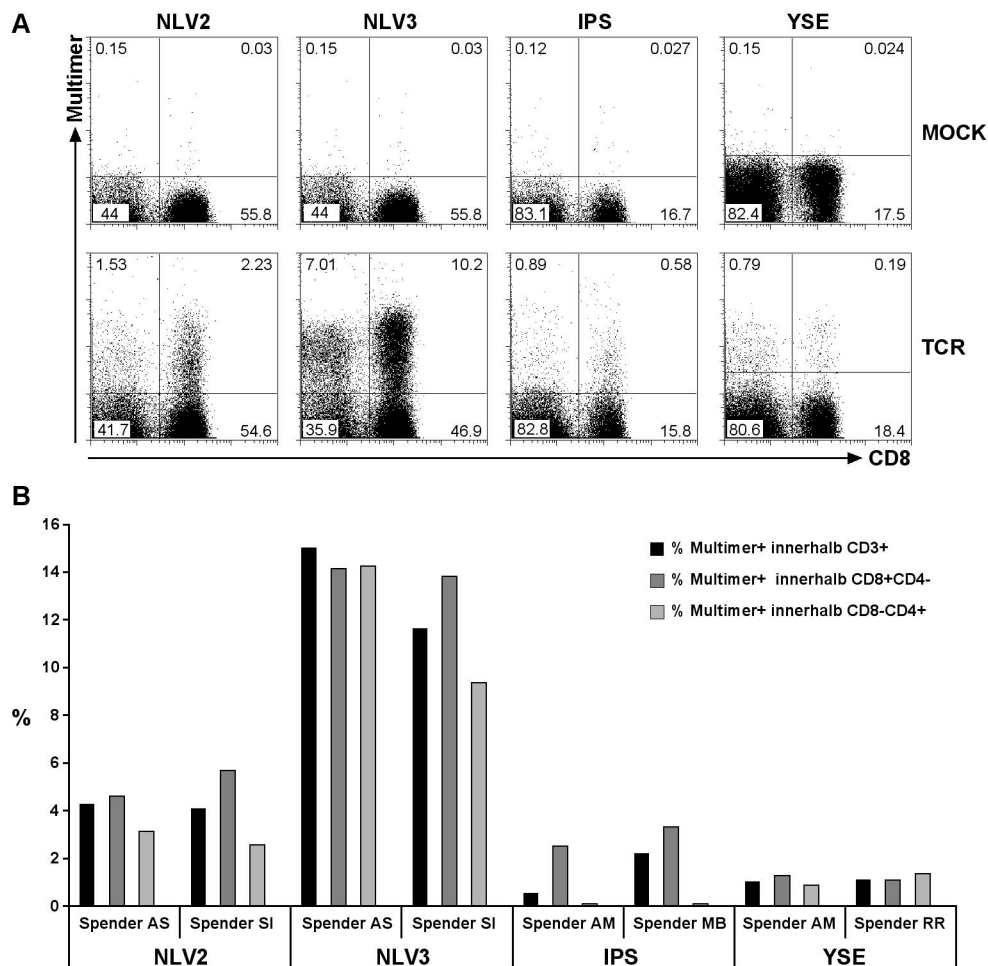 A
NLV2 NLV3 IPS YSE
Multimer
0.15 0.03 0.15 0.03 0.12 0.027 0.15 0.024
MOCK
44 55.8 44 55.8 83.1 16.7 82.4 17.5
1.53 2.23 7.01 10.2 0.89 0.58 0.79 0.19
TCR
41.7 54.6 35.9 46.9 82.8 15.8 80.6 18.4
CD8
B
16
% Multimer+ innerhalb CD3+
14
% Multimer+ innerhalb CD8+CD4-
12
% Multimer+ innerhalb CD8-CD4+
10
8
%
6
4
2
0
Spender AS Spender SI Spender AS Spender SI Spender AM Spender MB Spender AM Spender RR
NLV2 NLV3 IPS YSE